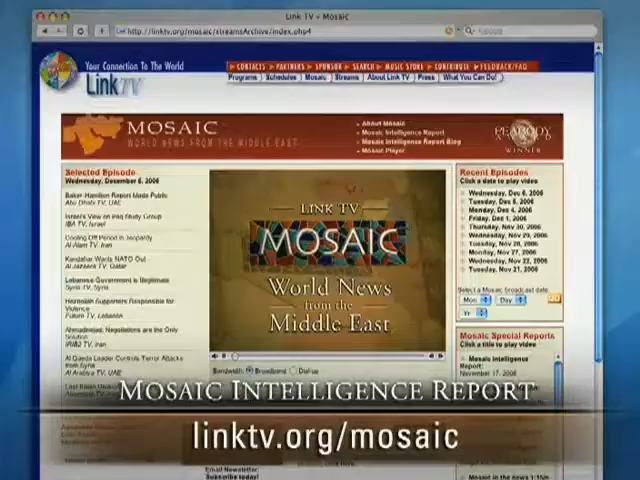 Link TV - Mosaic
http://linktv.org/mosaic/streamsArchive/index.php4
Your Connection To The World
LinkTV
CONTACTS PARTNERS SPONSOR SEARCH MUSIC STORE CONTRIBUTE FEEDBACK/FAQ
Programs Schedules Mosaic Streams About Link TV Press What You Can Do!
MOSAIC
WORLD NEWS FROM THE MIDDLE EAST
About Mosaic
Mosaic Intelligence Report
Mosaic Intelligence Report Blog
Mosaic Player
PEABODY
WINNER
Selected Episode
Wednesday, December 6, 2006
Baker-Hamilton Report Made Public
Abu Dhabi TV, UAE
Israel's View on Iraq Study Group
IBA TV, Israel
Cooling Off Period in Jeopardy
Al-Alam TV, Iran
Kandahar Wants NATO Out
Al Jazeera TV, Qatar
Lebanese Government is Illegitimate
Syria TV, Syria
Hezbollah Supporters Responsible for
Violence
Future TV, Lebanon
Ahmadinejad: Negotiations are the Only
Solution
Al Qaeda Leader Controls Terror Attacks
from Syria
Al Arabiya TV, UAE
LINK TV
MOSAIC
World News
from the
Middle East
Bandwidth: Broadband Dial-up
Recent Episodes
Click a date to play video
Wednesday, Dec 6, 2006
Tuesday, Dec 5, 2006
Monday, Dec 4, 2006
Friday, Dec 1, 2006
Thursday, Nov 30, 2006
Wednesday, Nov 29, 2006
Tuesday, Nov 28, 2006
Monday, Nov 27, 2006
Wednesday, Nov 22, 2006
Tuesday, Nov 21, 2006
Select a Mosaic broadcast date:
Mon Day GO
Yr
Mosaic Special Reports
Click a title to play video
Mosaic Intelligence
Report:
November 17, 2006
MOSAIC INTELLIGENCE REPORT
linktv.org/mosaic
Email Newsletter
Subscribe today!